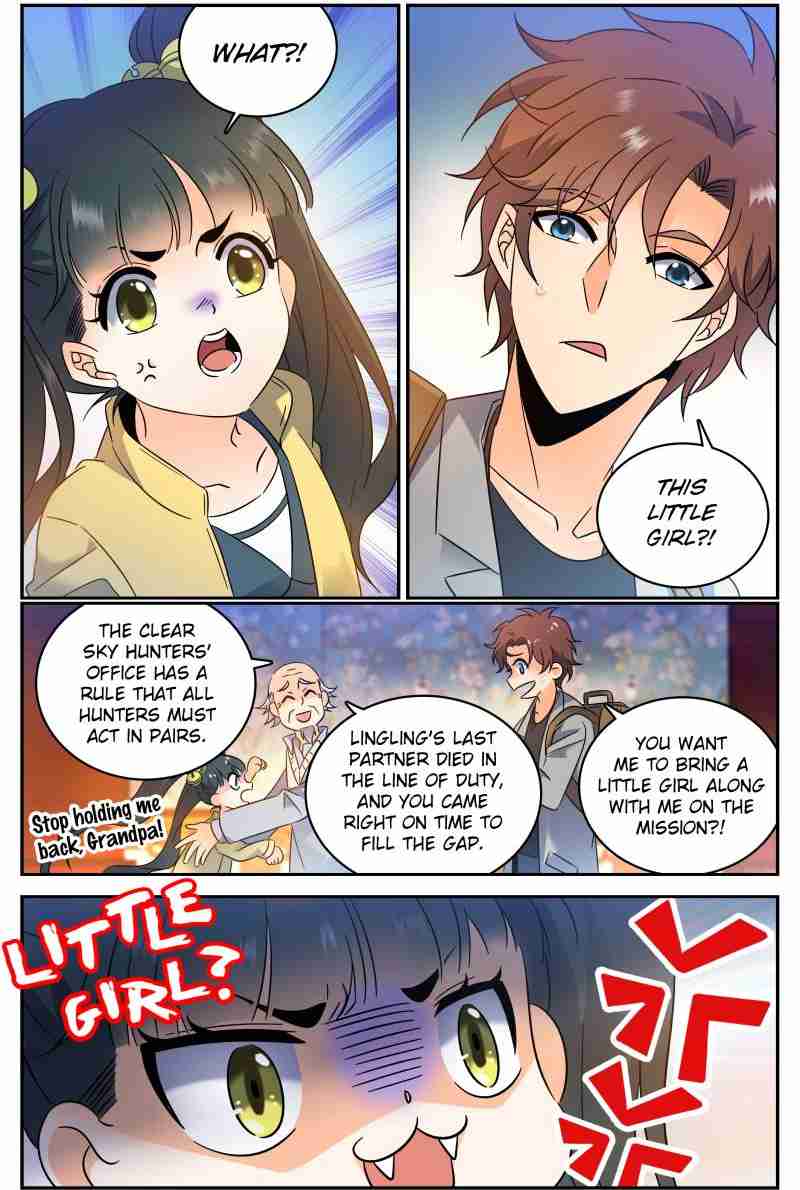 WHAT?!
THIS
LITTLE
GIRL?!
THE CLEAR
SKY HUNTERS'
OFFICE HAS A
RULE THAT ALL
HUNTERS MUST
ACT IN PAIRS.
Stop holding me
back, Grandpa!
LINGLING'S LAST
PARTNER DIED IN
THE LINE OF DUTY,
AND YOU CAME
RIGHT ON TIME TO
FILL THE GAP.
YOU WANT
ME TO BRING A
LITTLE GIRL ALONG
WITH ME ON THE
MISSION?!
LITTLE
GIRL?